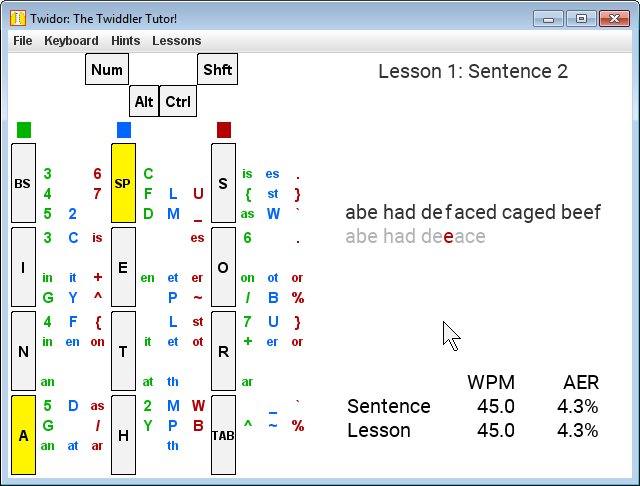 Twidor: The Twiddler Tutor!
File Keyboard Hints Lessons
Num Shft
Alt Ctrl
Lesson 1: Sentence 2
3 6 C is es .
BS SP S
4 7 F L U { st }
5 2 D M _ as W `
abe had defaced caged beef
abe had deeace
3 C is es 6 .
I E O
in it + en et er on ot or
G Y ^ P ~ / B %
4 F { L st 7 U }
in en on it et ot + er or
N T R
an at th ar
WPM AER
Sentence 45.0 4.3%
Lesson 45.0 4.3%
5 D as 2 M W _ `
G / Y P B ^ ~ %
A H TAB
an at ar th